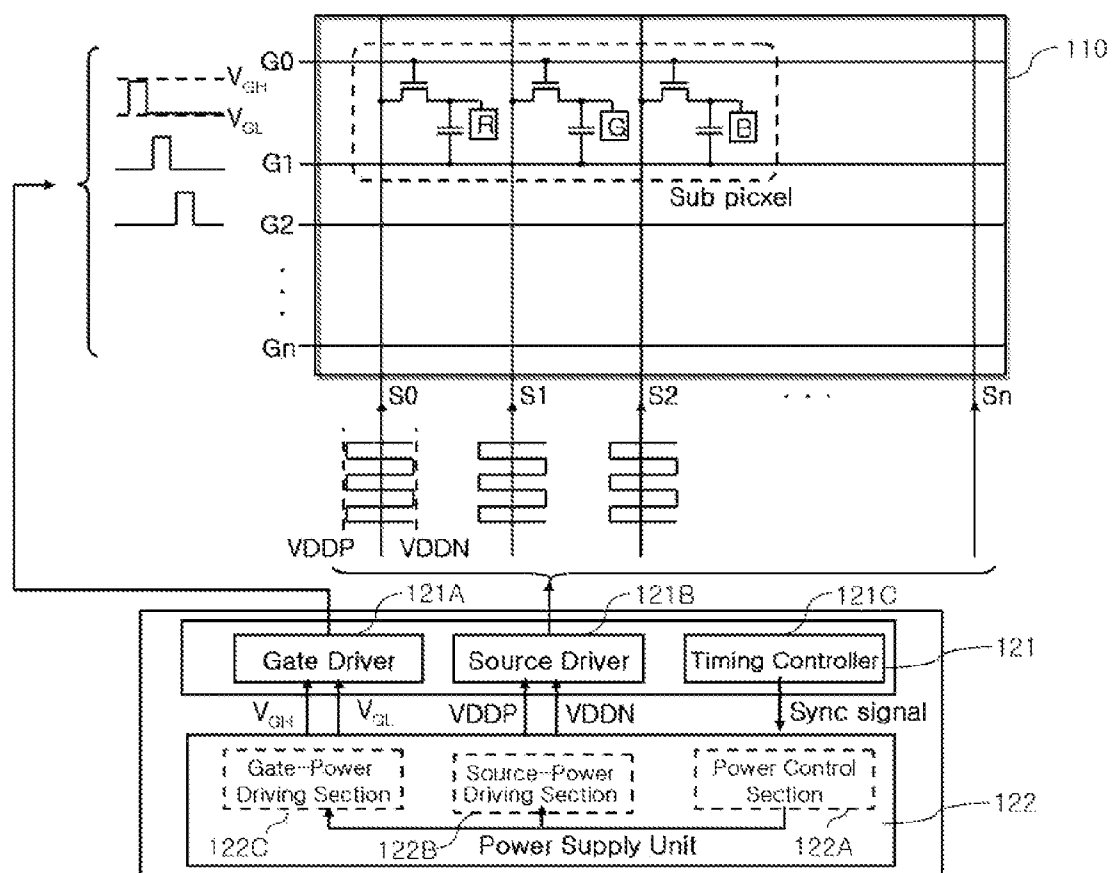 110
G0
VGH
VGL
R
G
B
G1
Sub picxel
G2
.
.
.
Gn
S0
S1
S2
. . .
Sn
VDDP
VDDN
121A
121B
121C
Gate Driver
Source Driver
Timing Controller
121
VGH
VGL
VDDP
VDDN
Sync signal
Gate-Power
Driving Section
Source-Power
Driving Section
Power Control
Section
122
122C
122B
Power Supply Unit
122A